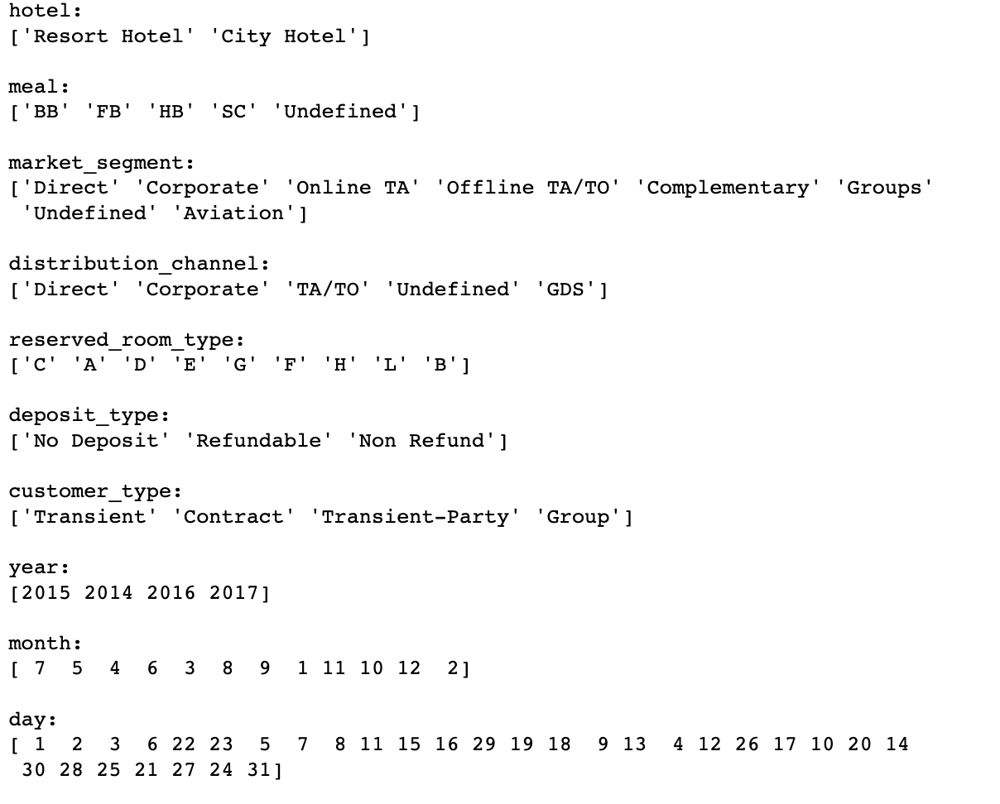 hotel:
['Resort Hotel' 'City Hotel']
meal:
['BB' 'FB' 'HB' 'SC' 'Undefined']
market_segment:
['Direct' 'Corporate' 'Online TA' 'Offline TA/TO' 'Complementary' 'Groups'
'Undefined' 'Aviation']
distribution_channel:
['Direct' 'Corporate' 'TA/TO' 'Undefined' 'GDS']
reserved_room_type:
['C' 'A' 'D' 'E' 'G' 'F' 'H' 'L' 'B']
deposit_type:
['No Deposit' 'Refundable' 'Non Refund']
customer_type:
['Transient' 'Contract' 'Transient-Party' 'Group']
year:
[2015 2014 2016 2017]
month:
[ 7  5  4  6  3  8  9  1 11 10 12  2]
day:
[ 1  2  3  6 22 23  5  7  8 11 15 16 29 19 18  9 13  4 12 26 17 10 20 14
30 28 25 21 27 24 31]